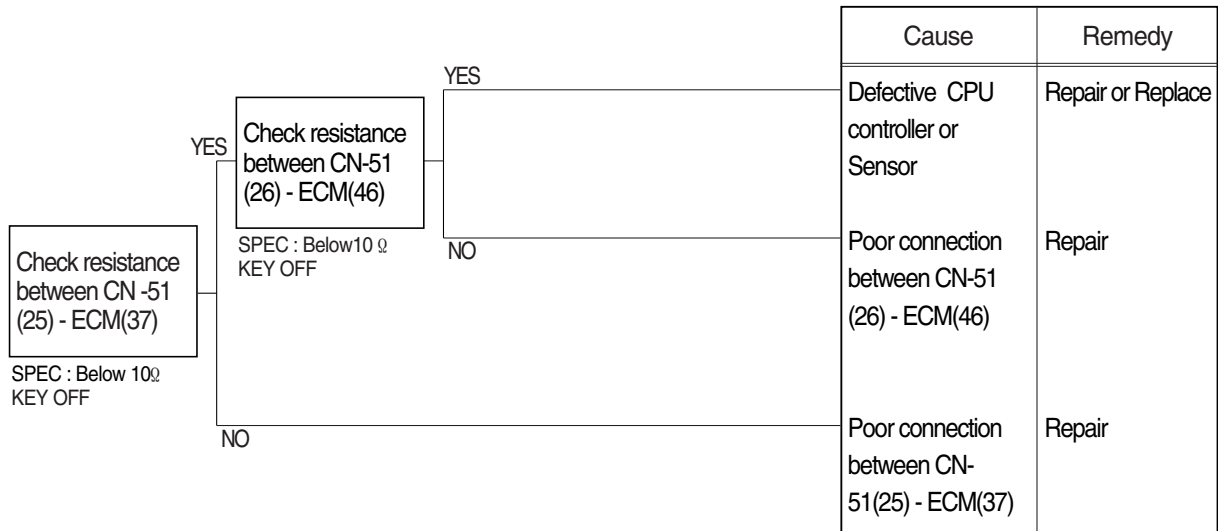 Cause Remedy
YES
Defective CPU controller or Sensor
Repair or Replace
YES
Check resistance
between CN-51
(26) - ECM(46)
SPEC : Below10 Ω
KEY OFF
NO
Poor connection
between CN-51
(26) - ECM(46)
Repair
Check resistance
between CN -51
(25) - ECM(37)
SPEC : Below 10Ω
KEY OFF
NO
Poor connection
between CN-
51(25) - ECM(37)
Repair